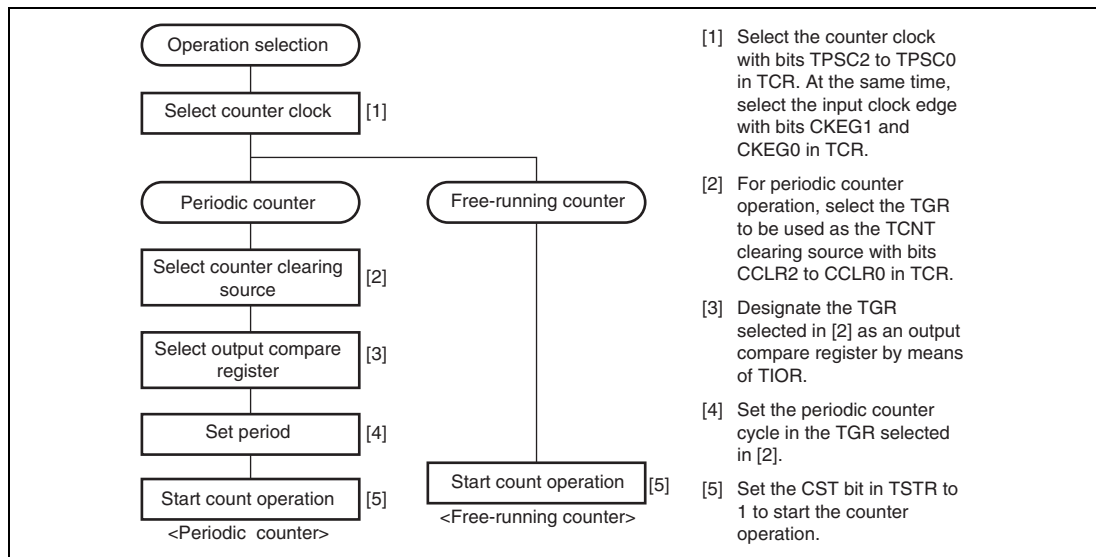 Operation selection
Select counter clock
[1]
Periodic counter
Free-running counter
Select counter clearing
source
[2]
Select output compare
register
[3]
Set period
[4]
Start count operation
[5]
<Periodic counter>
Start count operation
[5]
<Free-running counter>
[1] Select the counter clock
with bits TPSC2 to TPSC0
in TCR. At the same time,
select the input clock edge
with bits CKEG1 and
CKEG0 in TCR.
[2] For periodic counter
operation, select the TGR
to be used as the TCNT
clearing source with bits
CCLR2 to CCLR0 in TCR.
[3] Designate the TGR
selected in [2] as an output
compare register by means
of TIOR.
[4] Set the periodic counter
cycle in the TGR selected
in [2].
[5] Set the CST bit in TSTR to
1 to start the counter
operation.